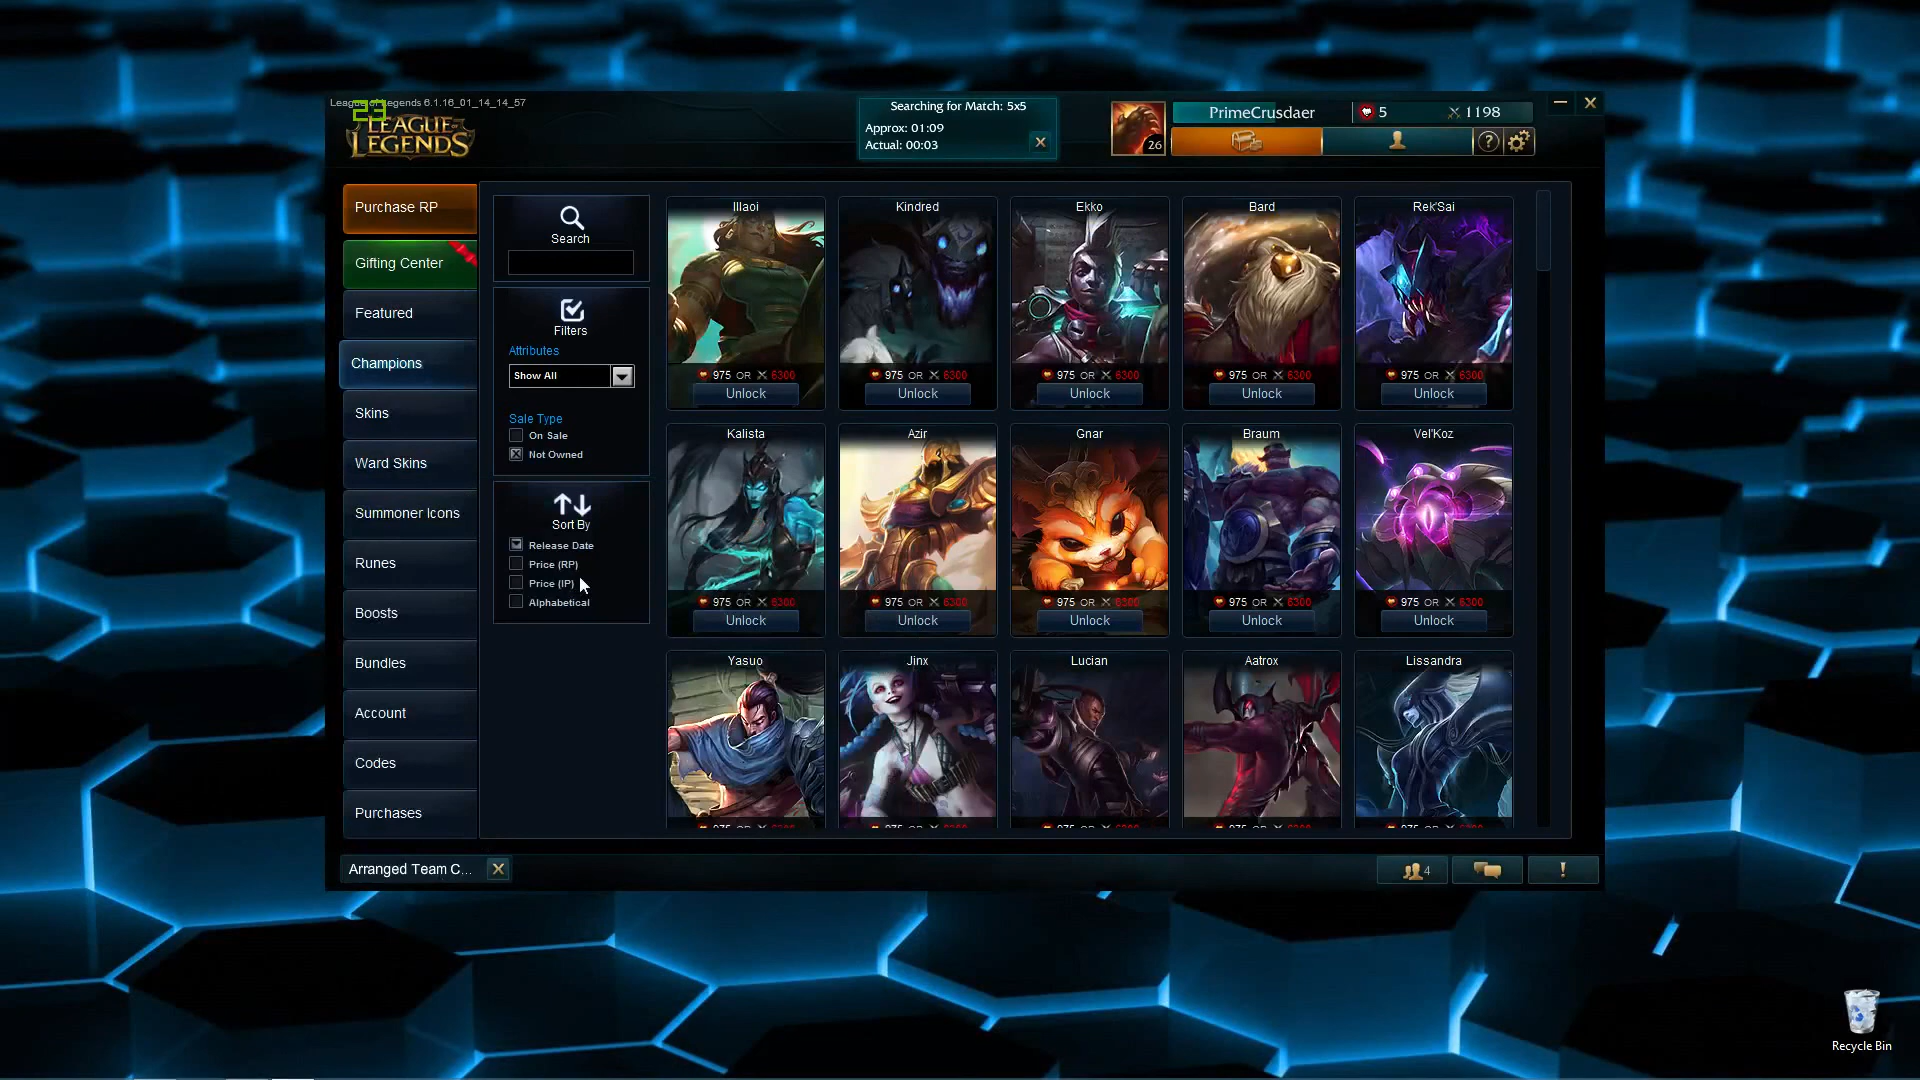 League of Legends 6.1.16_01_14_14_57
23
LEAGUE OF LEGENDS
Searching for Match: 5x5
Approx: 01:09
Actual: 00:03
26
PrimeCrusdaer
5
1198
?
Purchase RP
Gifting Center
Featured
Champions
Skins
Ward Skins
Summoner Icons
Runes
Boosts
Bundles
Account
Codes
Purchases
Search
Filters
Attributes
Show All
Sale Type
On Sale
Not Owned
Sort By
Release Date
Price (RP)
Price (IP)
Alphabetical
Illaoi Kindred Ekko Bard Rek'Sai
975 OR 6300 975 OR 6300 975 OR 6300 975 OR 6300 975 OR 6300
Unlock Unlock Unlock Unlock Unlock
Kalista Azir Gnar Braum Vel'Koz
975 OR 6300 975 OR 6300 975 OR 6300 975 OR 6300 975 OR 6300
Unlock Unlock Unlock Unlock Unlock
Yasuo Jinx Lucian Aatrox Lissandra
Arranged Team C...
4
!
Recycle Bin